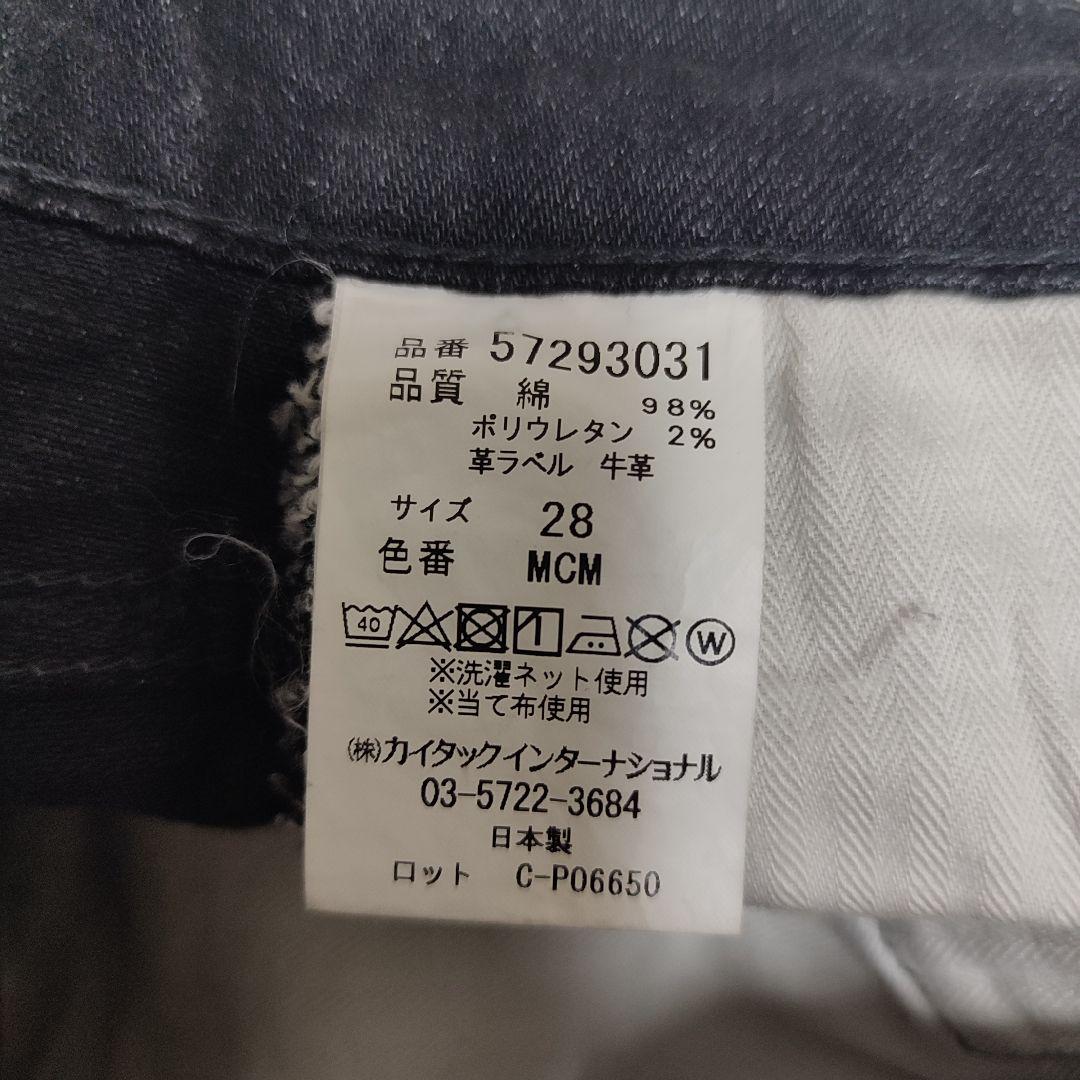 品番 57293031
品質 綿 98%
ポリウレタン 2%
革ラベル 牛革
サイズ 28
色番 MCM
40 W
※洗濯ネット使用
※当て布使用
(株)カイタックインターナショナル
03-5722-3684
日本製
ロット C-P06650